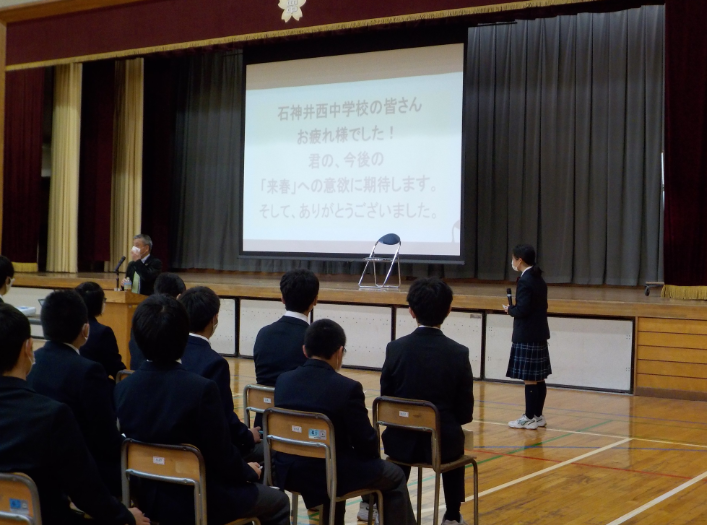 石神井西中学校の皆さん
お疲れ様でした！
君の、今後の
「来春」への意欲に期待します。
そして、ありがとうございました。